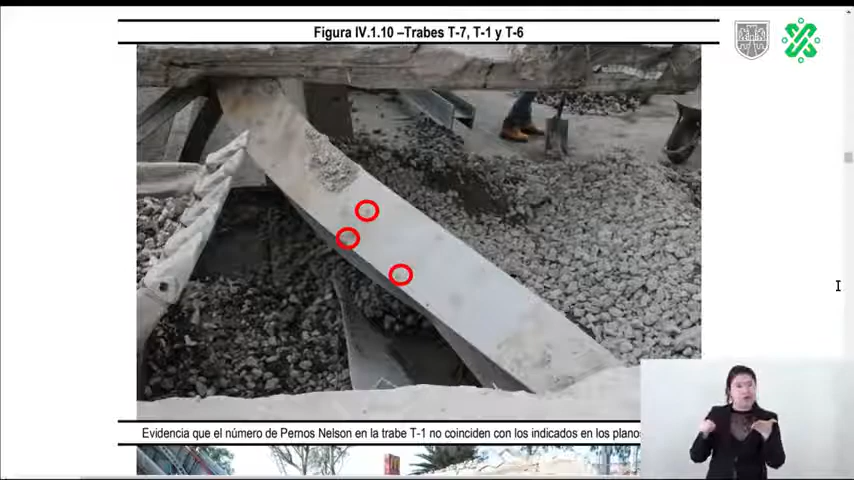 Figura IV.1.10 –Trabes T-7, T-1 y T-6
Evidencia que el número de Pernos Nelson en la trabe T-1 no coinciden con los indicados en los planos